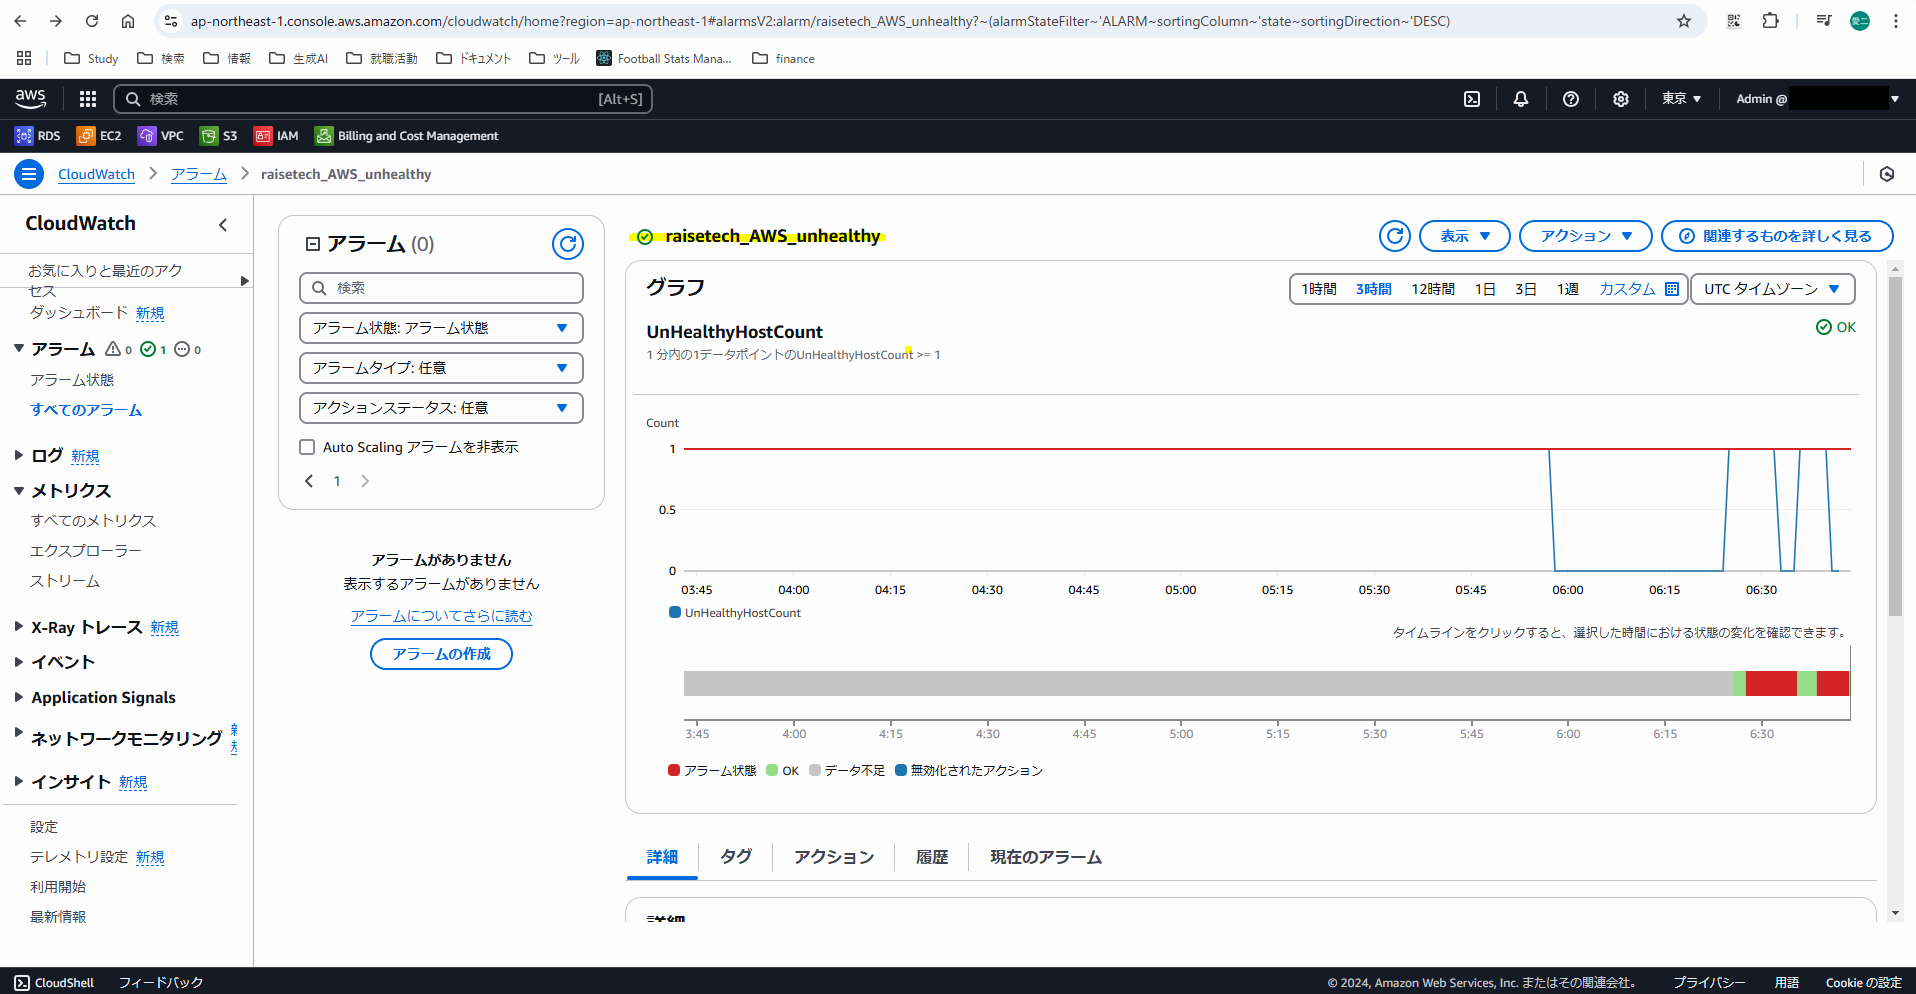 ap-northeast-1.console.aws.amazon.com/cloudwatch/home?region=ap-northeast-1#alarmsV2:alarm/raisetech_AWS_unhealthy?~(alarmStateFilter~'ALARM~sortingColumn~'state~sortingDirection~'DESC)
愛二
Study 検索 情報 生成AI 就職活動 ドキュメント ツール Football Stats Mana... finance
aws 検索 [Alt+S] 東京 ▼ Admin @ ▼
RDS EC2 VPC S3 IAM Billing and Cost Management
CloudWatch > アラーム > raisetech_AWS_unhealthy
CloudWatch
お気に入りと最近のアク
セス
ダッシュボード 新規
アラーム 0 1 0
アラーム状態
すべてのアラーム
ログ 新規
メトリクス
すべてのメトリクス
エクスプローラー
ストリーム
X-Ray トレース 新規
イベント
Application Signals
ネットワークモニタリング 新規
インサイト 新規
設定
テレメトリ設定 新規
利用開始
最新情報
アラーム (0)
検索
アラーム状態: アラーム状態
アラームタイプ: 任意
アクションステータス: 任意
Auto Scaling アラームを非表示
1
アラームがありません
表示するアラームがありません
アラームについてさらに読む
アラームの作成
raisetech_AWS_unhealthy
表示 ▼ アクション ▼ 関連するものを詳しく見る
グラフ
1時間 3時間 12時間 1日 3日 1週 カスタム UTC タイムゾーン ▼
UnHealthyHostCount
OK
1 分内の1データポイントのUnHealthyHostCount >= 1
Count
1
0.5
0
03:45 04:00 04:15 04:30 04:45 05:00 05:15 05:30 05:45 06:00 06:15 06:30
UnHealthyHostCount
タイムラインをクリックすると、選択した時間における状態の変化を確認できます。
3:45 4:00 4:15 4:30 4:45 5:00 5:15 5:30 5:45 6:00 6:15 6:30
アラーム状態 OK データ不足 無効化されたアクション
詳細 タグ アクション 履歴 現在のアラーム
詳細
CloudShell フィードバック © 2024, Amazon Web Services, Inc. またはその関連会社。 プライバシー 用語 Cookie の設定